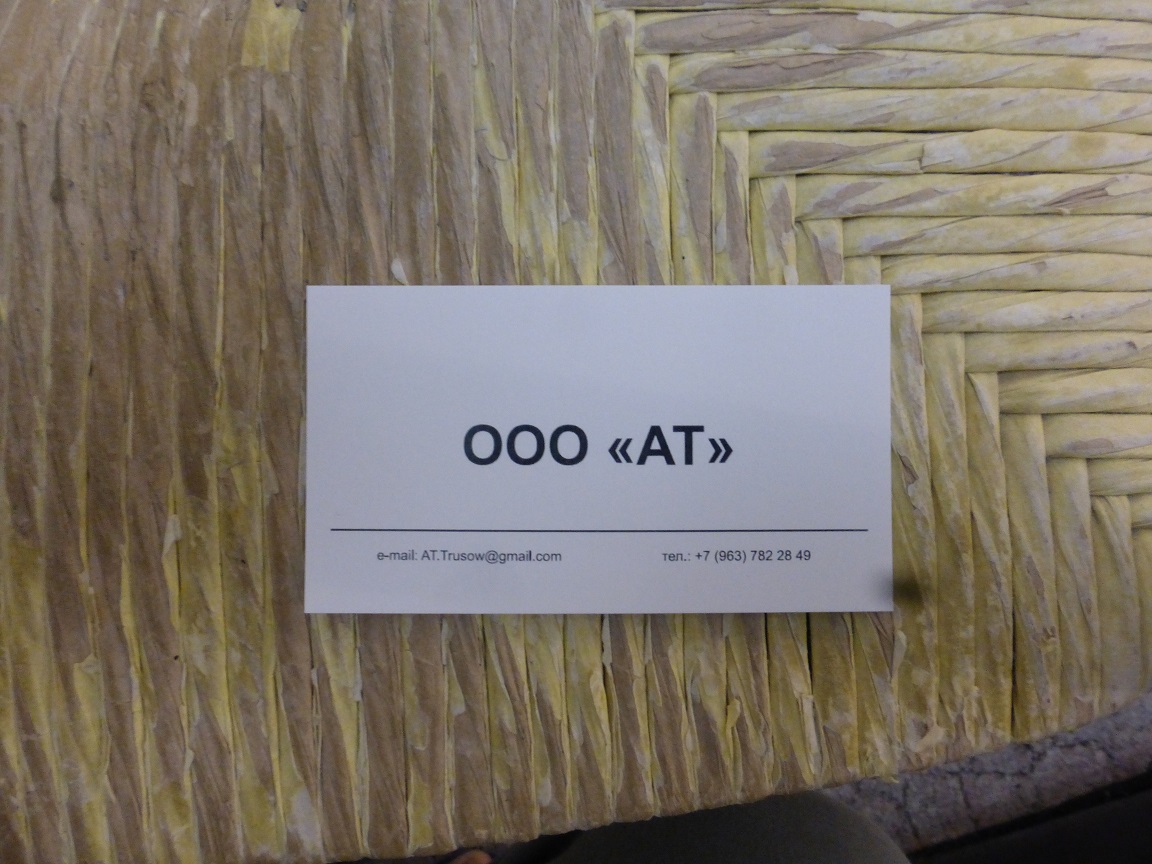 ООО «АТ»
e-mail: AT.Trusow@gmail.com тел.: +7 (963) 782 28 49